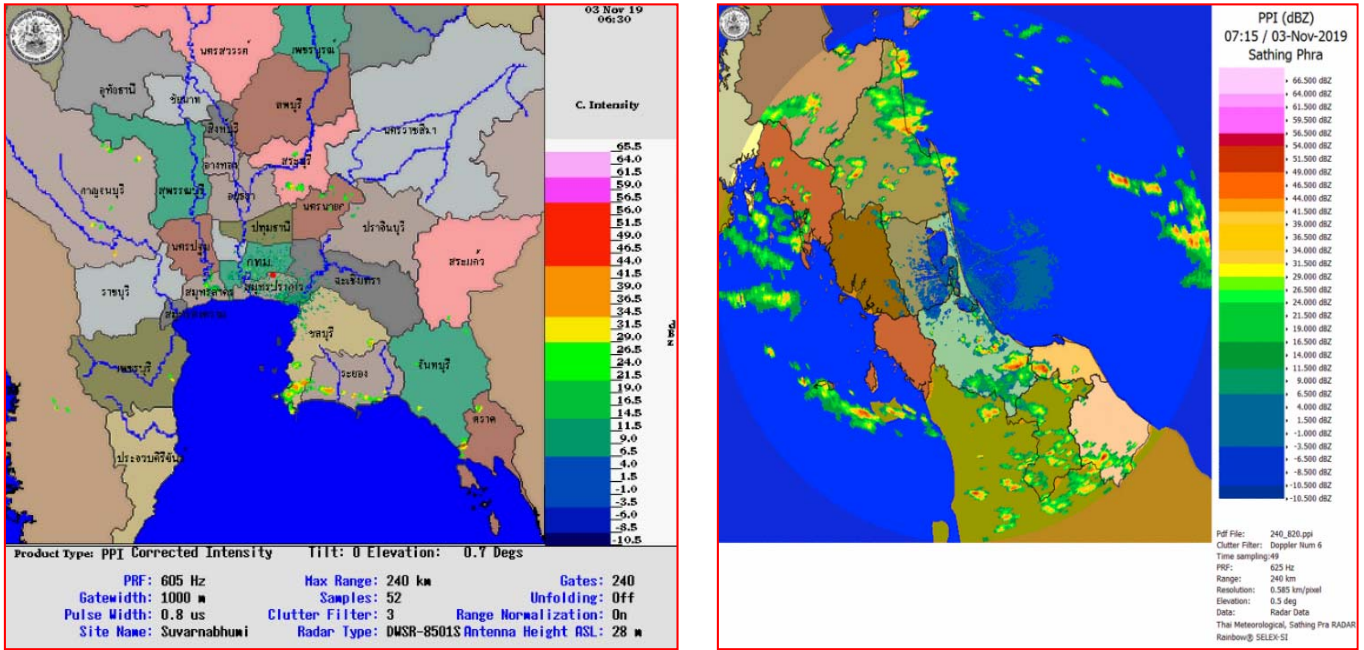 03 Nov 19
06:30
C. Intensity
65.5
64.0
61.5
59.0
56.5
56.0
51.5
49.0
46.5
44.0
41.5
39.0
36.5
34.5
31.5
29.0
26.5
24.0
21.5
19.0
16.5
14.5
11.5
9.0
6.5
4.0
1.5
-1.0
-3.5
-6.0
-8.5
-10.5
นครสวรรค์
เพชรบูรณ์
อุทัยธานี
ชัยนาท
ลพบุรี
สิงหบุรี
นครราชสีมา
อ่างทอง
สระบุรี
กาญจนบุรี
สุพรรณบุรี
อยุธยา
นครนายก
ปทุมธานี
ปราจีนบุรี
นครปฐม
กทม.
สระแก้ว
ฉะเชิงเทรา
ราชบุรี
สมุทรสาคร
สมุทรปราการ
ชลบุรี
เพชรบุรี
ระยอง
จันทบุรี
ตราด
ประจวบคีรีขันธ์
Product Type: PPI Corrected Intensity Tilt: 0 Elevation: 0.7 Degs
PRF: 605 Hz Max Range: 240 km Gates: 240
Gatewidth: 1000 m Samples: 52 Unfolding: Off
Pulse Width: 0.8 us Clutter Filter: 3 Range Normalization: On
Site Name: Suvarnabhumi Radar Type: DWSR-8501S Antenna Height ASL: 28 m
PPI (dBZ)
07:15 / 03-Nov-2019
Sathing Phra
66.500 dBZ
64.000 dBZ
61.500 dBZ
59.500 dBZ
56.500 dBZ
54.000 dBZ
51.500 dBZ
49.000 dBZ
46.500 dBZ
44.000 dBZ
41.500 dBZ
39.000 dBZ
36.500 dBZ
34.000 dBZ
31.500 dBZ
29.000 dBZ
26.500 dBZ
24.000 dBZ
21.500 dBZ
19.000 dBZ
16.500 dBZ
14.000 dBZ
11.500 dBZ
9.000 dBZ
6.500 dBZ
4.000 dBZ
1.500 dBZ
-1.000 dBZ
-3.500 dBZ
-6.500 dBZ
-8.500 dBZ
-10.500 dBZ
Pdf File: 240_820.ppi
Clutter Filter: Doppler Num 6
Time sampling:49
PRF: 625 Hz
Range: 240 km
Resolution: 0.585 km/pixel
Elevation: 0.5 deg
Data: Radar Data
Thai Meteorological, Sathing Pra RADAR
Rainbow® SELEX-SI